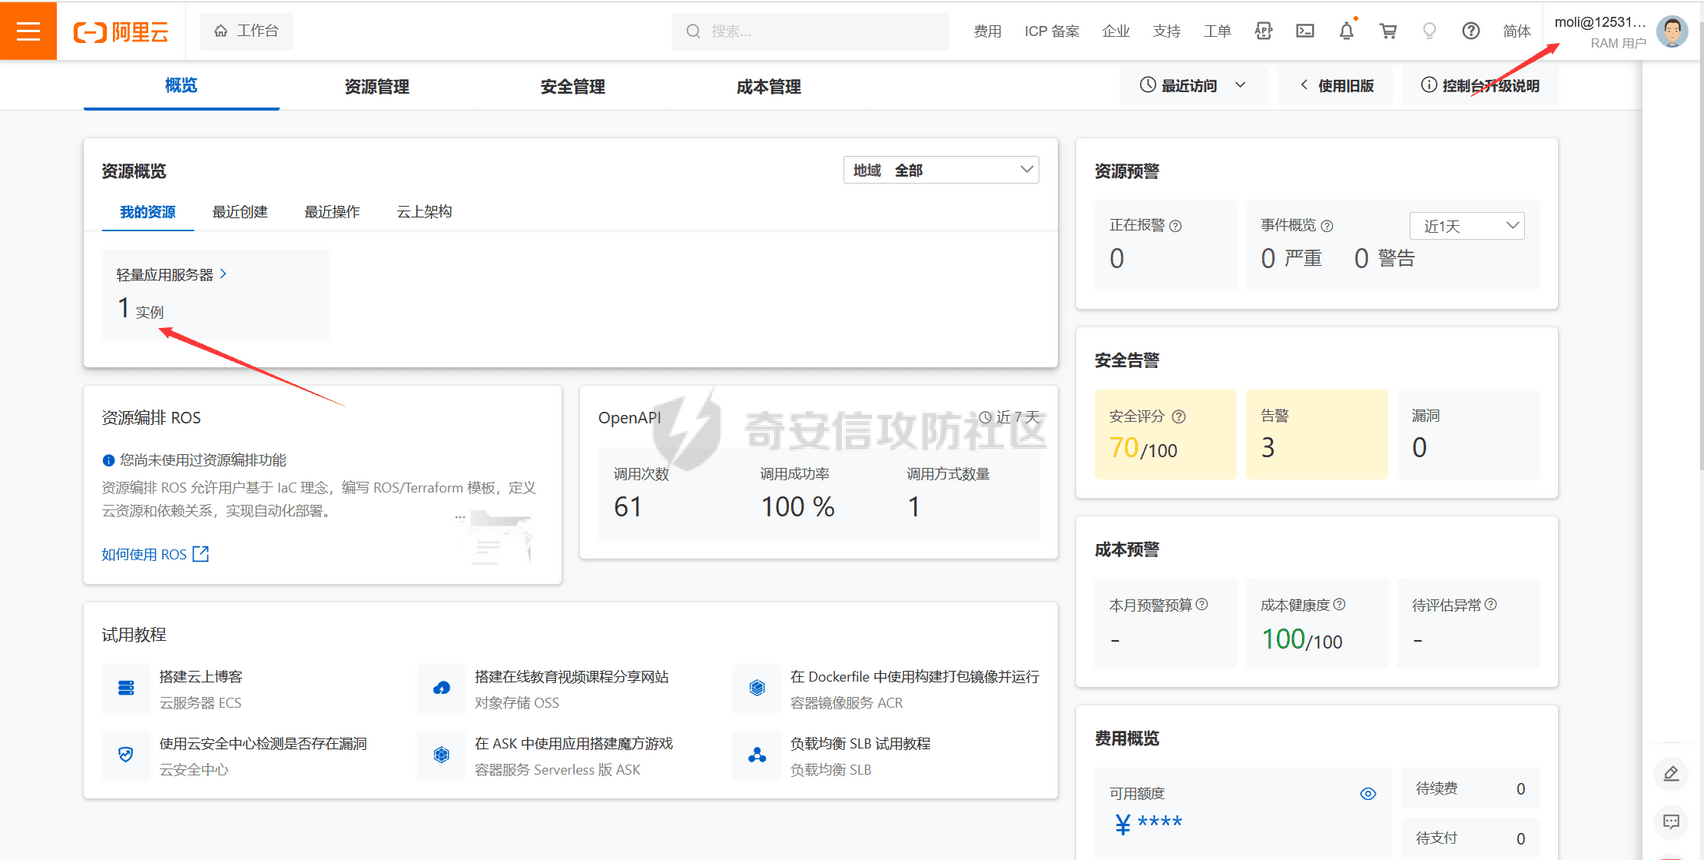 阿里云
工作台
搜索...
费用
ICP 备案
企业
支持
工单
简体
moli@12531...
RAM 用户
概览
资源管理
安全管理
成本管理
最近访问
使用旧版
控制台升级说明
资源概览
地域 全部
我的资源
最近创建
最近操作
云上架构
轻量应用服务器
1 实例
资源编排 ROS
您尚未使用过资源编排功能
资源编排 ROS 允许用户基于 IaC 理念，编写 ROS/Terraform 模板，定义
云资源和依赖关系，实现自动化部署。
如何使用 ROS
OpenAPI
近 7 天
奇安信攻防社区
调用次数
61
调用成功率
100 %
调用方式数量
1
试用教程
搭建云上博客
云服务器 ECS
搭建在线教育视频课程分享网站
对象存储 OSS
在 Dockerfile 中使用构建打包镜像并运行
容器镜像服务 ACR
使用云安全中心检测是否存在漏洞
云安全中心
在 ASK 中使用应用搭建魔方游戏
容器服务 Serverless 版 ASK
负载均衡 SLB 试用教程
负载均衡 SLB
资源预警
正在报警
0
事件概览
近1天
0 严重
0 警告
安全告警
安全评分
70/100
告警
3
漏洞
0
成本预警
本月预警预算
-
成本健康度
100/100
待评估异常
-
费用概览
可用额度
¥ ****
待续费 0
待支付 0